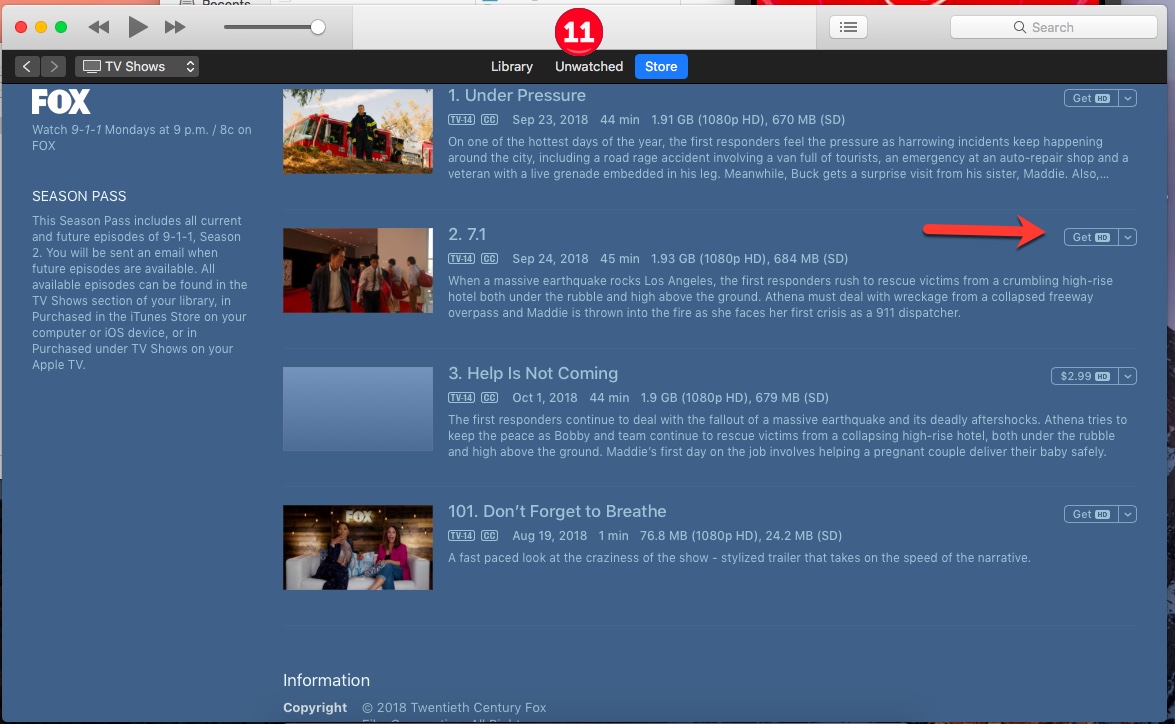 Recents
11
Search
TV Shows
Library
Unwatched
Store
FOX
Watch 9-1-1 Mondays at 9 p.m. / 8c on
FOX
SEASON PASS
This Season Pass includes all current
and future episodes of 9-1-1, Season
2. You will be sent an email when
future episodes are available. All
available episodes can be found in the
TV Shows section of your library, in
Purchased in the iTunes Store on your
computer or iOS device, or in
Purchased under TV Shows on your
Apple TV.
1. Under Pressure
Get HD
TV-14 CC Sep 23, 2018 44 min 1.91 GB (1080p HD), 670 MB (SD)
On one of the hottest days of the year, the first responders feel the pressure as harrowing incidents keep happening
around the city, including a road rage accident involving a van full of tourists, an emergency at an auto-repair shop and a
veteran with a live grenade embedded in his leg. Meanwhile, Buck gets a surprise visit from his sister, Maddie. Also,...
2. 7.1
Get HD
TV-14 CC Sep 24, 2018 45 min 1.93 GB (1080p HD), 684 MB (SD)
When a massive earthquake rocks Los Angeles, the first responders rush to rescue victims from a crumbling high-rise
hotel both under the rubble and high above the ground. Athena must deal with wreckage from a collapsed freeway
overpass and Maddie is thrown into the fire as she faces her first crisis as a 911 dispatcher.
3. Help Is Not Coming
$2.99 HD
TV-14 CC Oct 1, 2018 44 min 1.9 GB (1080p HD), 679 MB (SD)
The first responders continue to deal with the fallout of a massive earthquake and its deadly aftershocks. Athena tries to
keep the peace as Bobby and team continue to rescue victims from a collapsing high-rise hotel, both under the rubble
and high above the ground. Maddie's first day on the job involves helping a pregnant couple deliver their baby safely.
FOX
101. Don't Forget to Breathe
Get HD
TV-14 CC Aug 19, 2018 1 min 76.8 MB (1080p HD), 24.2 MB (SD)
A fast paced look at the craziness of the show - stylized trailer that takes on the speed of the narrative.
Information
Copyright © 2018 Twentieth Century Fox